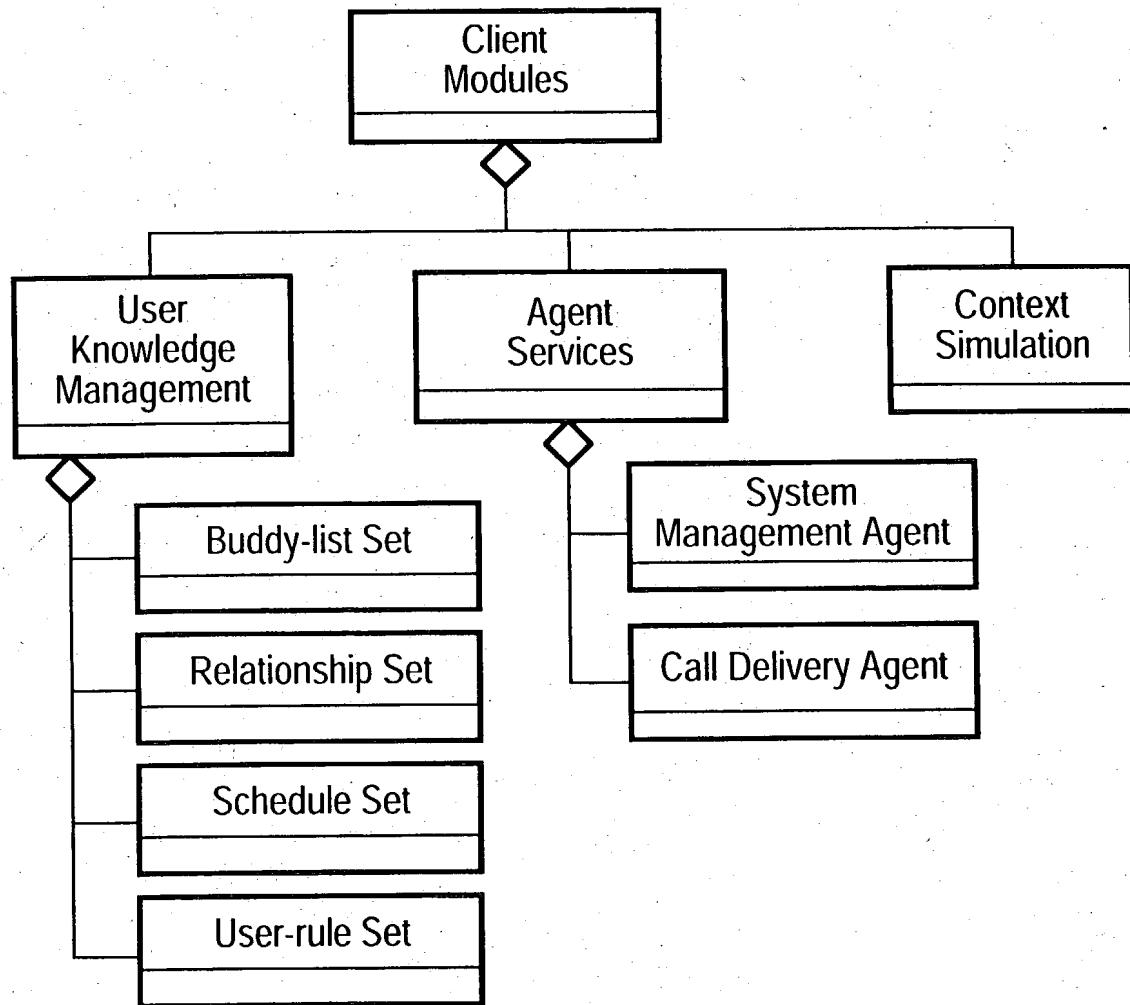 Client
Modules
User
Knowledge
Management
Agent
Services
Context
Simulation
Buddy-list Set
Relationship Set
Schedule Set
User-rule Set
System
Management Agent
Call Delivery Agent